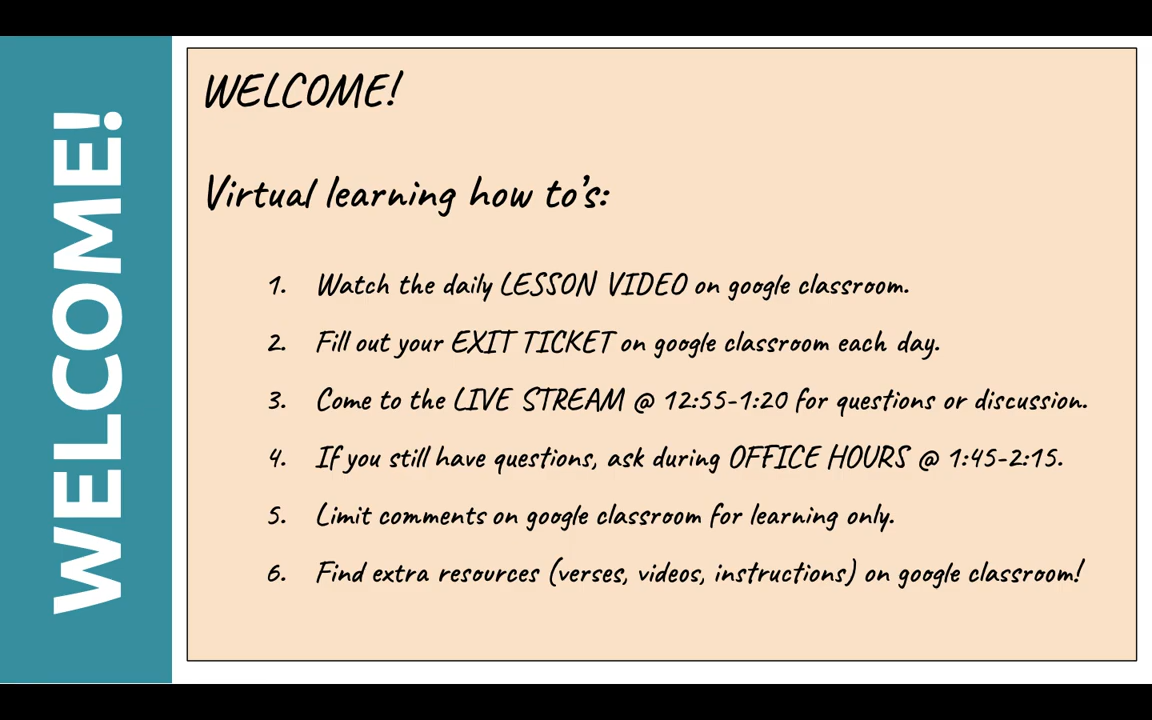 WELCOME!
WELCOME!
Virtual learning how to's:
1. Watch the daily LESSON VIDEO on google classroom.
2. Fill out your EXIT TICKET on google classroom each day.
3. Come to the LIVE STREAM @ 12:55-1:20 for questions or discussion.
4. If you still have questions, ask during OFFICE HOURS @ 1:45-2:15.
5. Limit comments on google classroom for learning only.
6. Find extra resources (verses, videos, instructions) on google classroom!